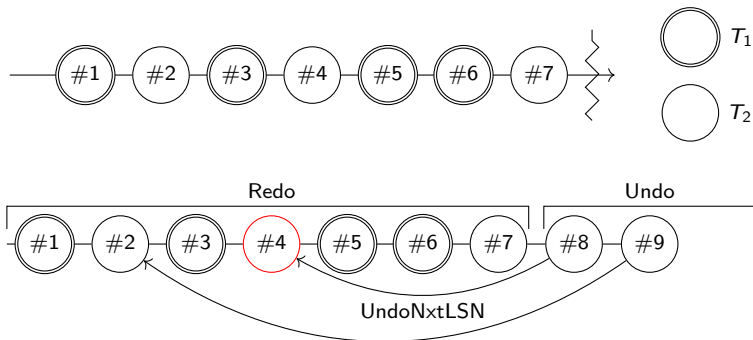 #1 #2 #3 #4 #5 #6 #7
T₁
T₂
Redo Undo
#1 #2 #3 #4 #5 #6 #7 #8 #9
UndoNxtLSN